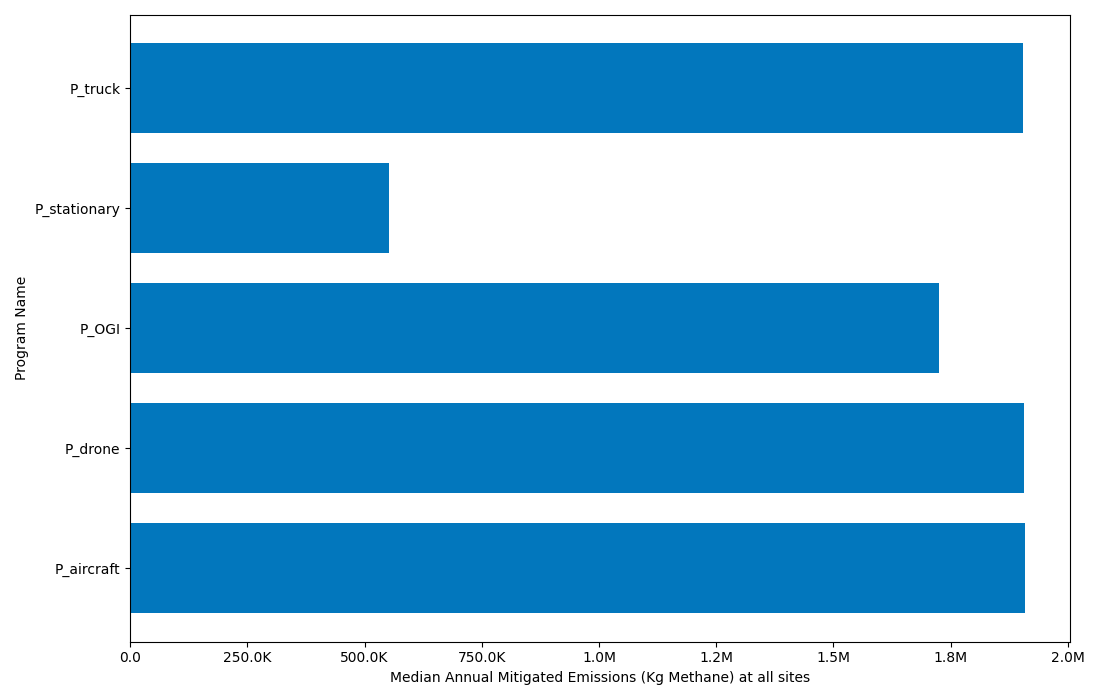 P_truck
P_stationary
P_OGI
P_drone
P_aircraft
Program Name
0.0 250.0K 500.0K 750.0K 1.0M 1.2M 1.5M 1.8M 2.0M
Median Annual Mitigated Emissions (Kg Methane) at all sites